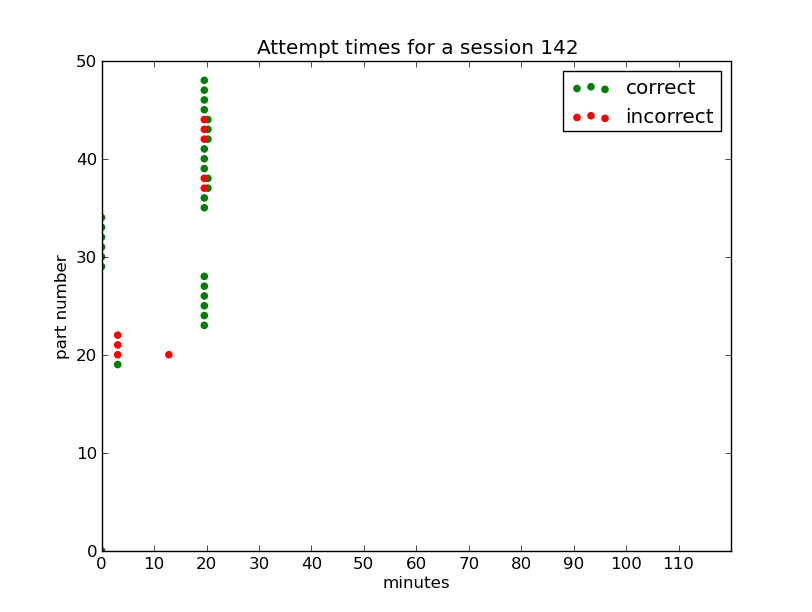 Attempt times for a session 142
correct
incorrect
part number
50
40
30
20
10
0
0 10 20 30 40 50 60 70 80 90 100 110
minutes